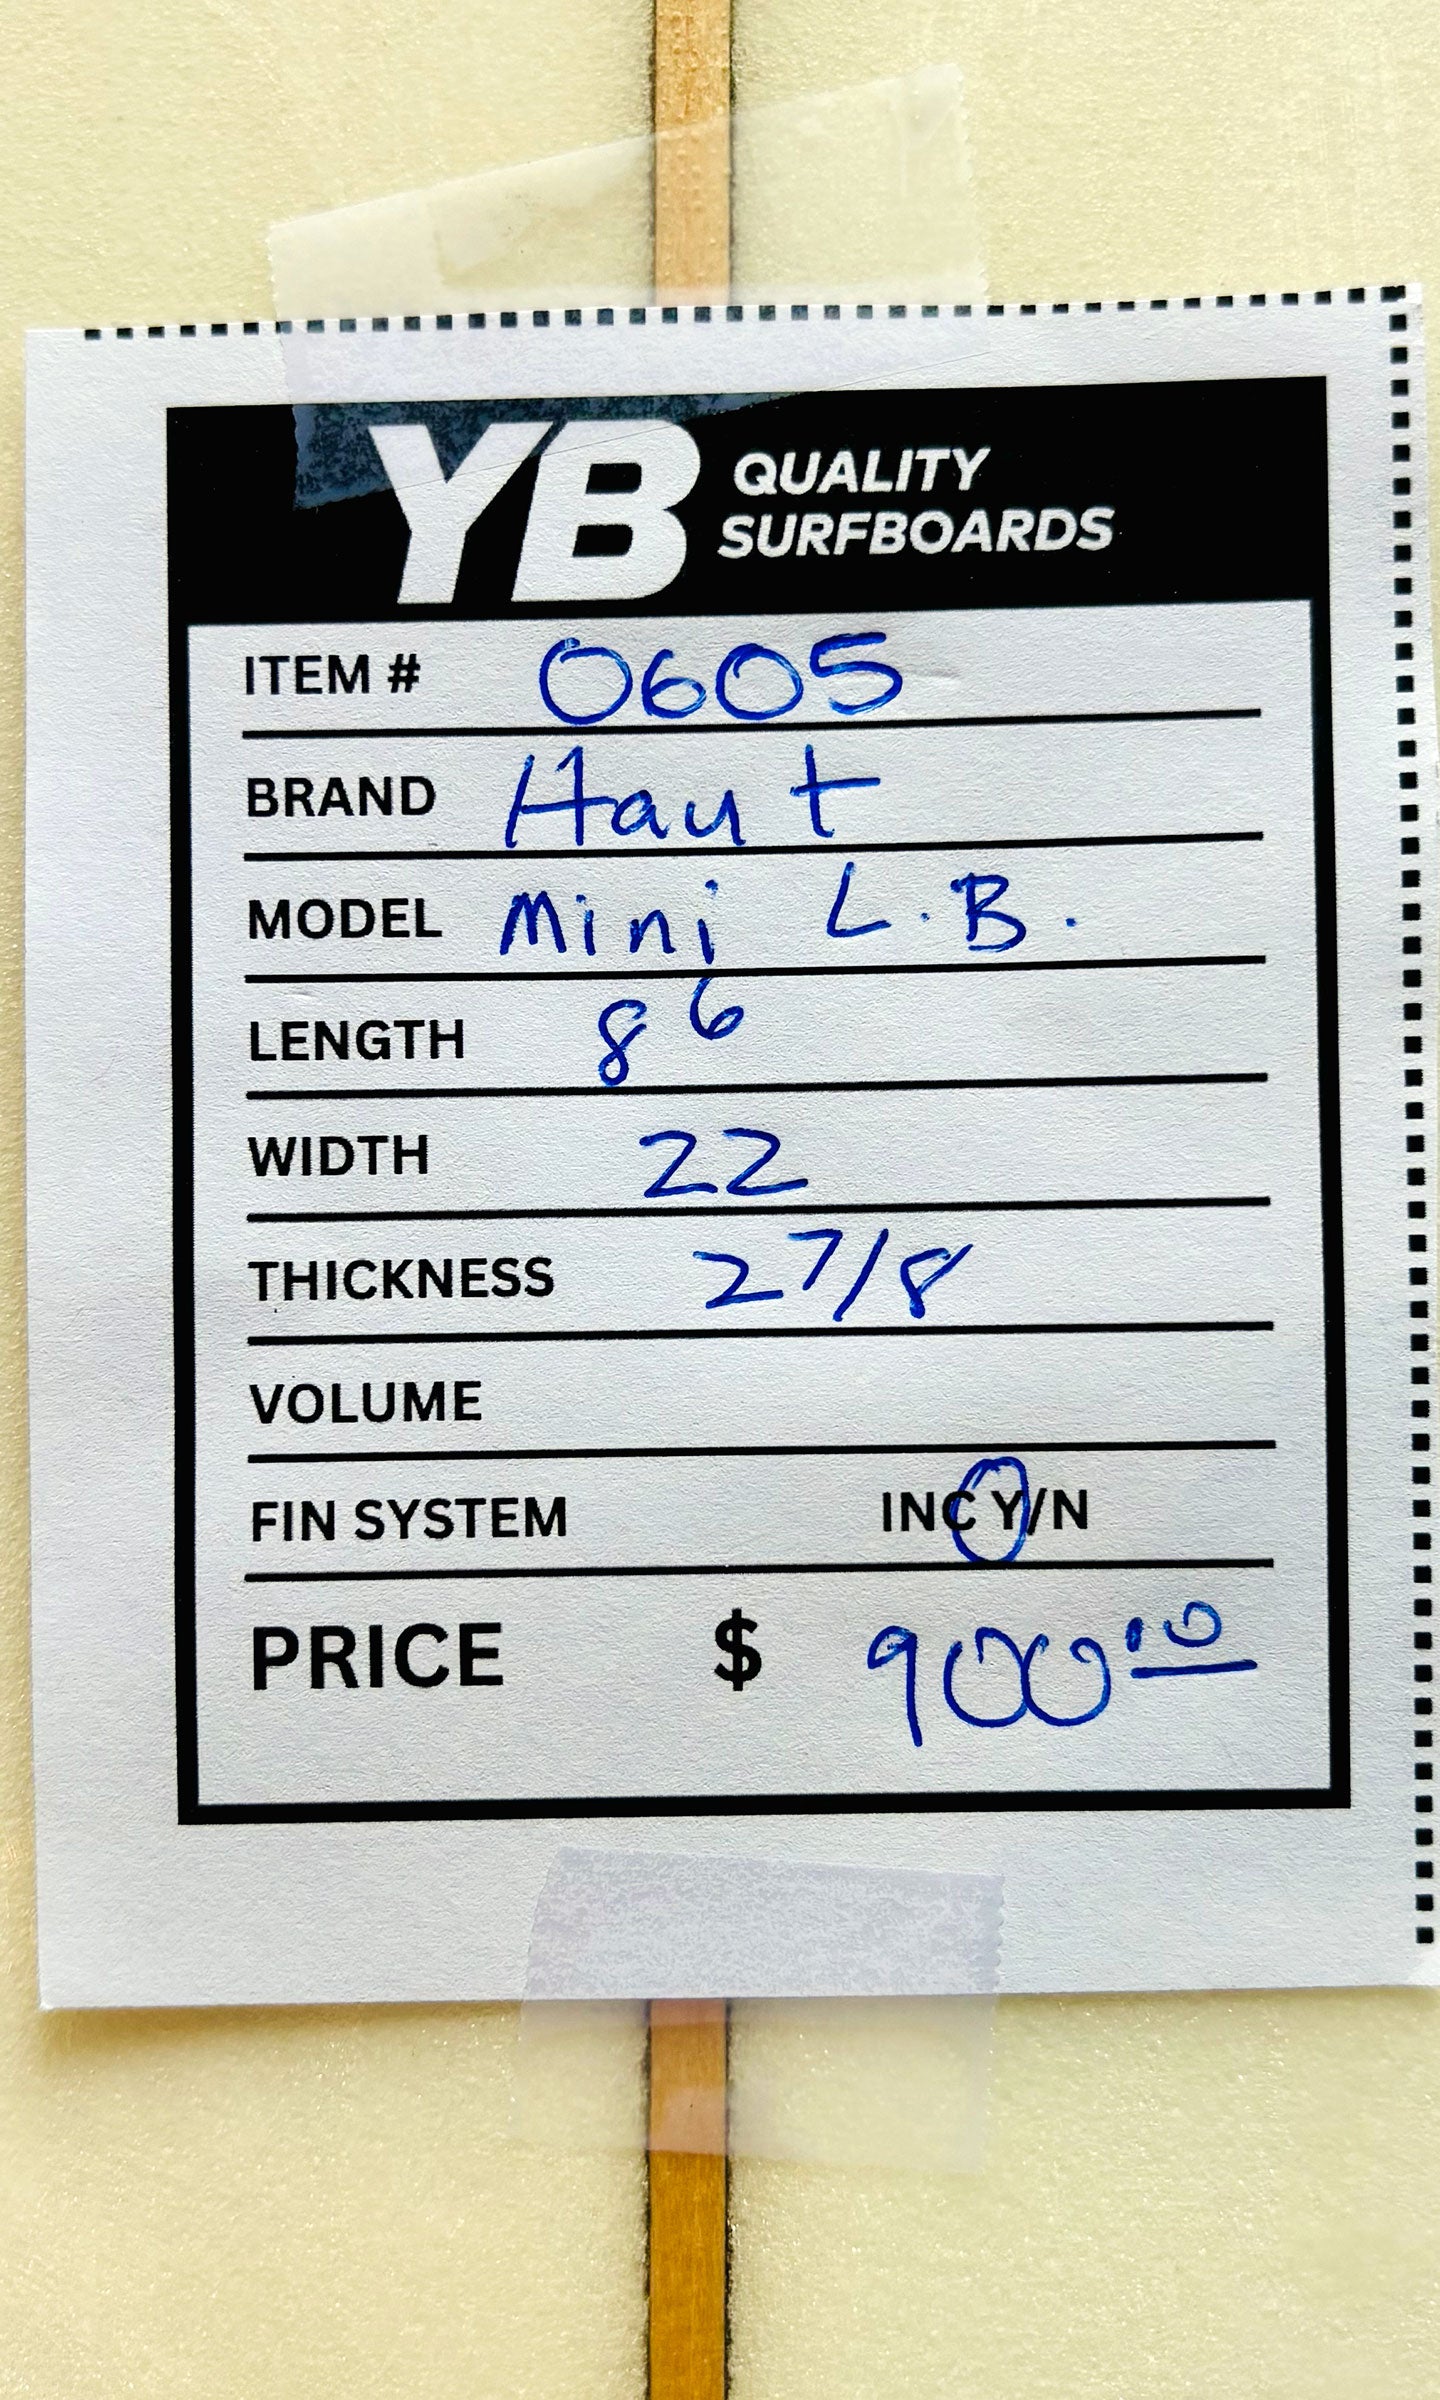 YB QUALITY
SURFBOARDS
ITEM # 0605
BRAND Haut
MODEL Mini L.B.
LENGTH 8 6
WIDTH 22
THICKNESS 2 7/8
VOLUME
FIN SYSTEM INC Y/N
PRICE $ 900.00